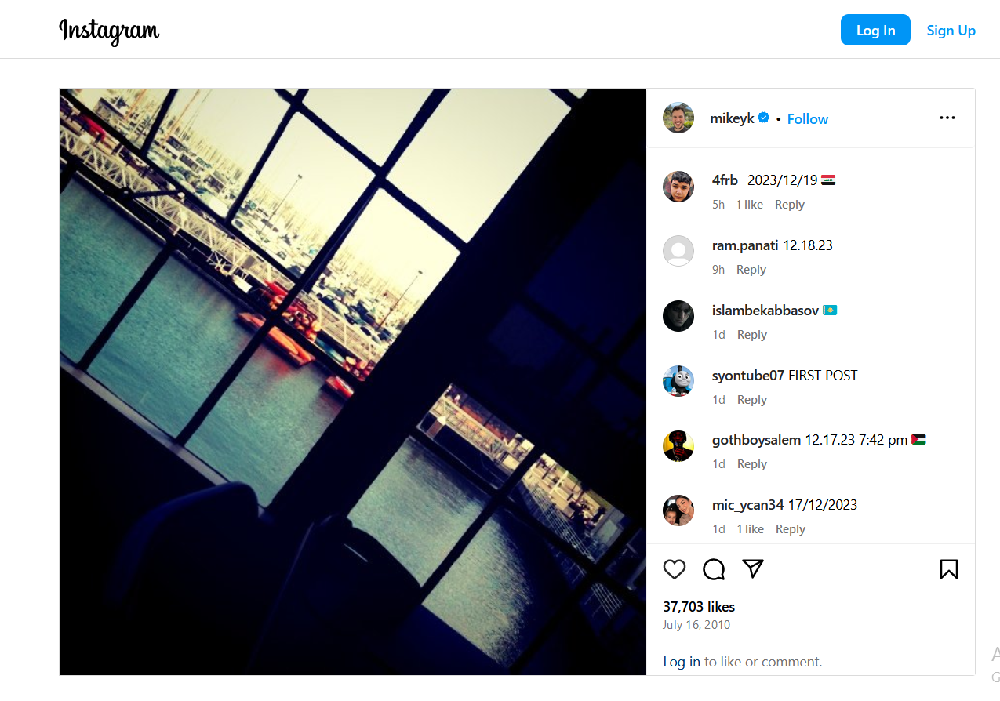 Instagram
Log In
Sign Up
mikeyk • Follow
4frb_ 2023/12/19
5h 1 like Reply
ram.panati 12.18.23
9h Reply
islambekabbasov
1d Reply
syontube07 FIRST POST
1d Reply
gothboysalem 12.17.23 7:42 pm
1d Reply
mic_ycan34 17/12/2023
1d 1 like Reply
37,703 likes
July 16, 2010
Log in to like or comment.
A
G